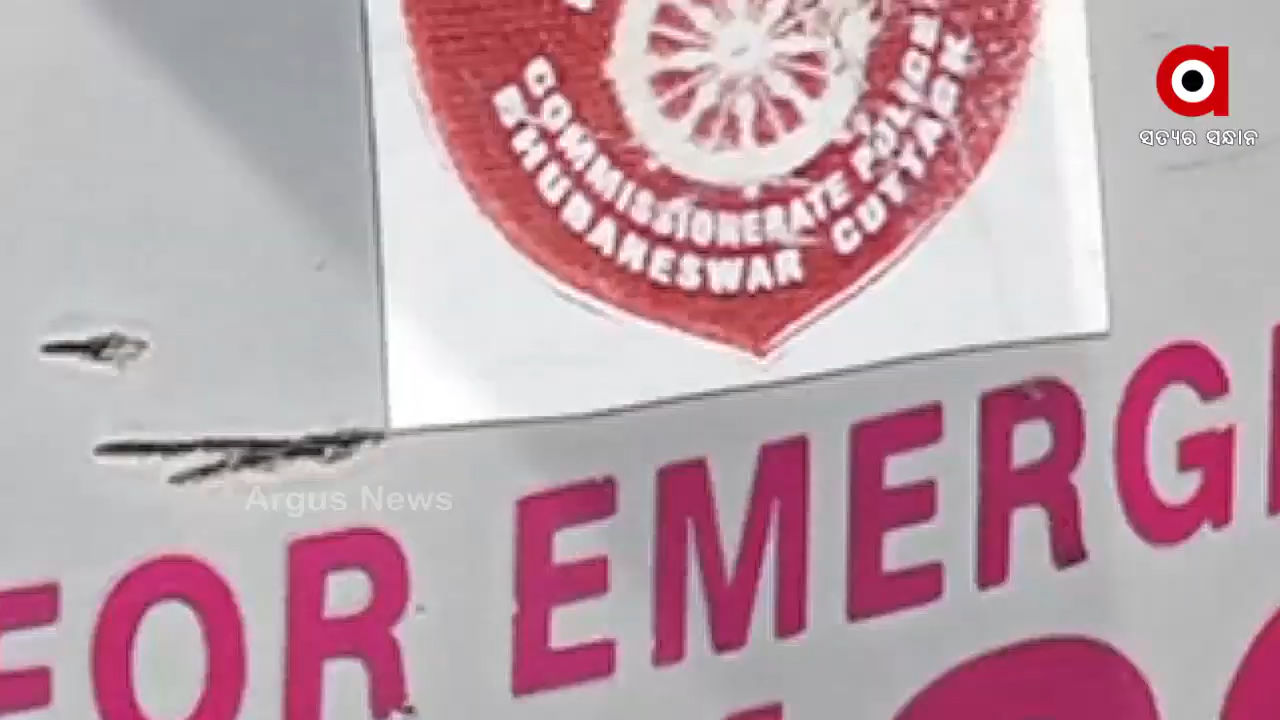 COMMISSIONERATE POLICE
BHUBANESWAR CUTTACK
ସତ୍ୟର ସନ୍ଧାନ
Argus News
FOR EMERG